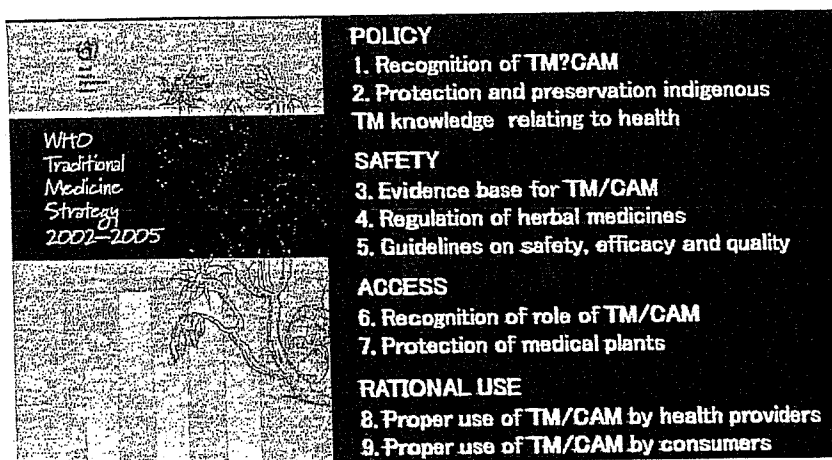 WHO
Traditional
Medicine
Strategy
2002–2005
POLICY
1. Recognition of TM?CAM
2. Protection and preservation indigenous
TM knowledge relating to health
SAFETY
3. Evidence base for TM/CAM
4. Regulation of herbal medicines
5. Guidelines on safety, efficacy and quality
ACCESS
6. Recognition of role of TM/CAM
7. Protection of medical plants
RATIONAL USE
8. Proper use of TM/CAM by health providers
9. Proper use of TM/CAM by consumers